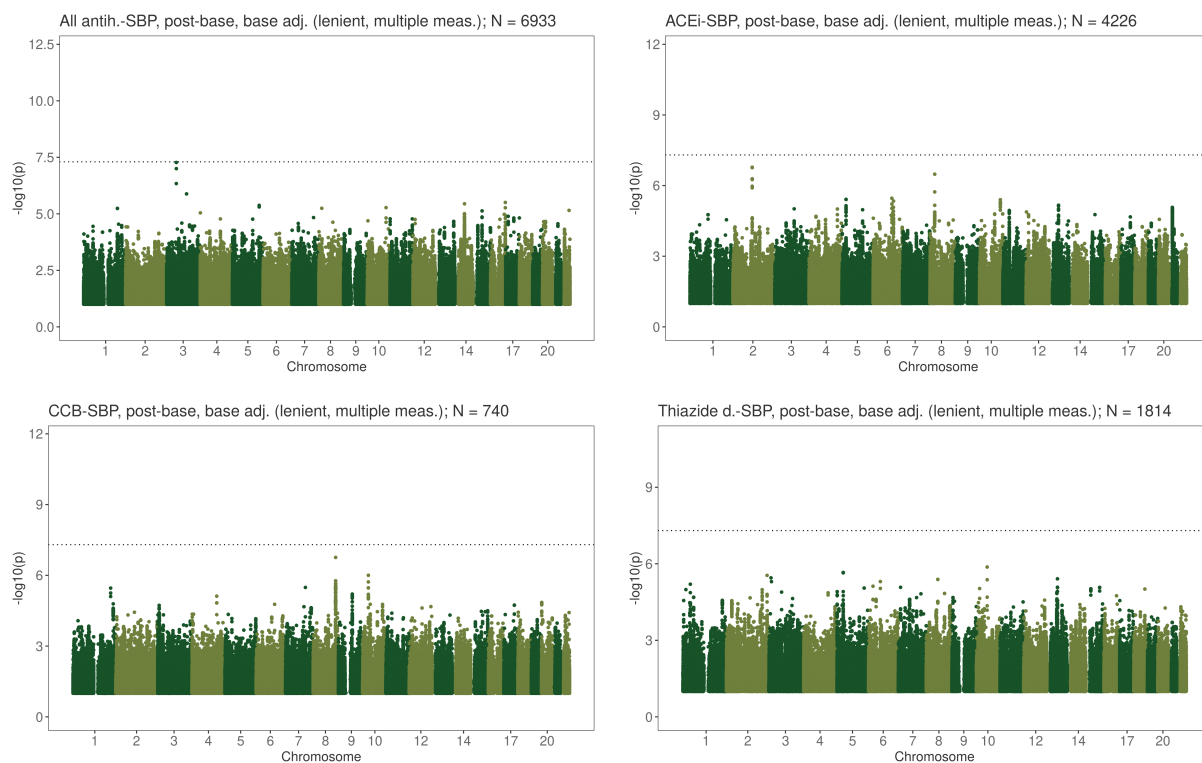 All antih.-SBP, post-base, base adj. (lenient, multiple meas.); N = 6933
12.5
10.0
7.5
5.0
2.5
0.0
-log10(p)
1 2 3 4 5 6 7 8 9 10 12 14 17 20
Chromosome
ACEi-SBP, post-base, base adj. (lenient, multiple meas.); N = 4226
12
9
6
3
0
-log10(p)
1 2 3 4 5 6 7 8 9 10 12 14 17 20
Chromosome
CCB-SBP, post-base, base adj. (lenient, multiple meas.); N = 740
12
9
6
3
0
-log10(p)
1 2 3 4 5 6 7 8 9 10 12 14 17 20
Chromosome
Thiazide d.-SBP, post-base, base adj. (lenient, multiple meas.); N = 1814
9
6
3
0
-log10(p)
1 2 3 4 5 6 7 8 9 10 12 14 17 20
Chromosome